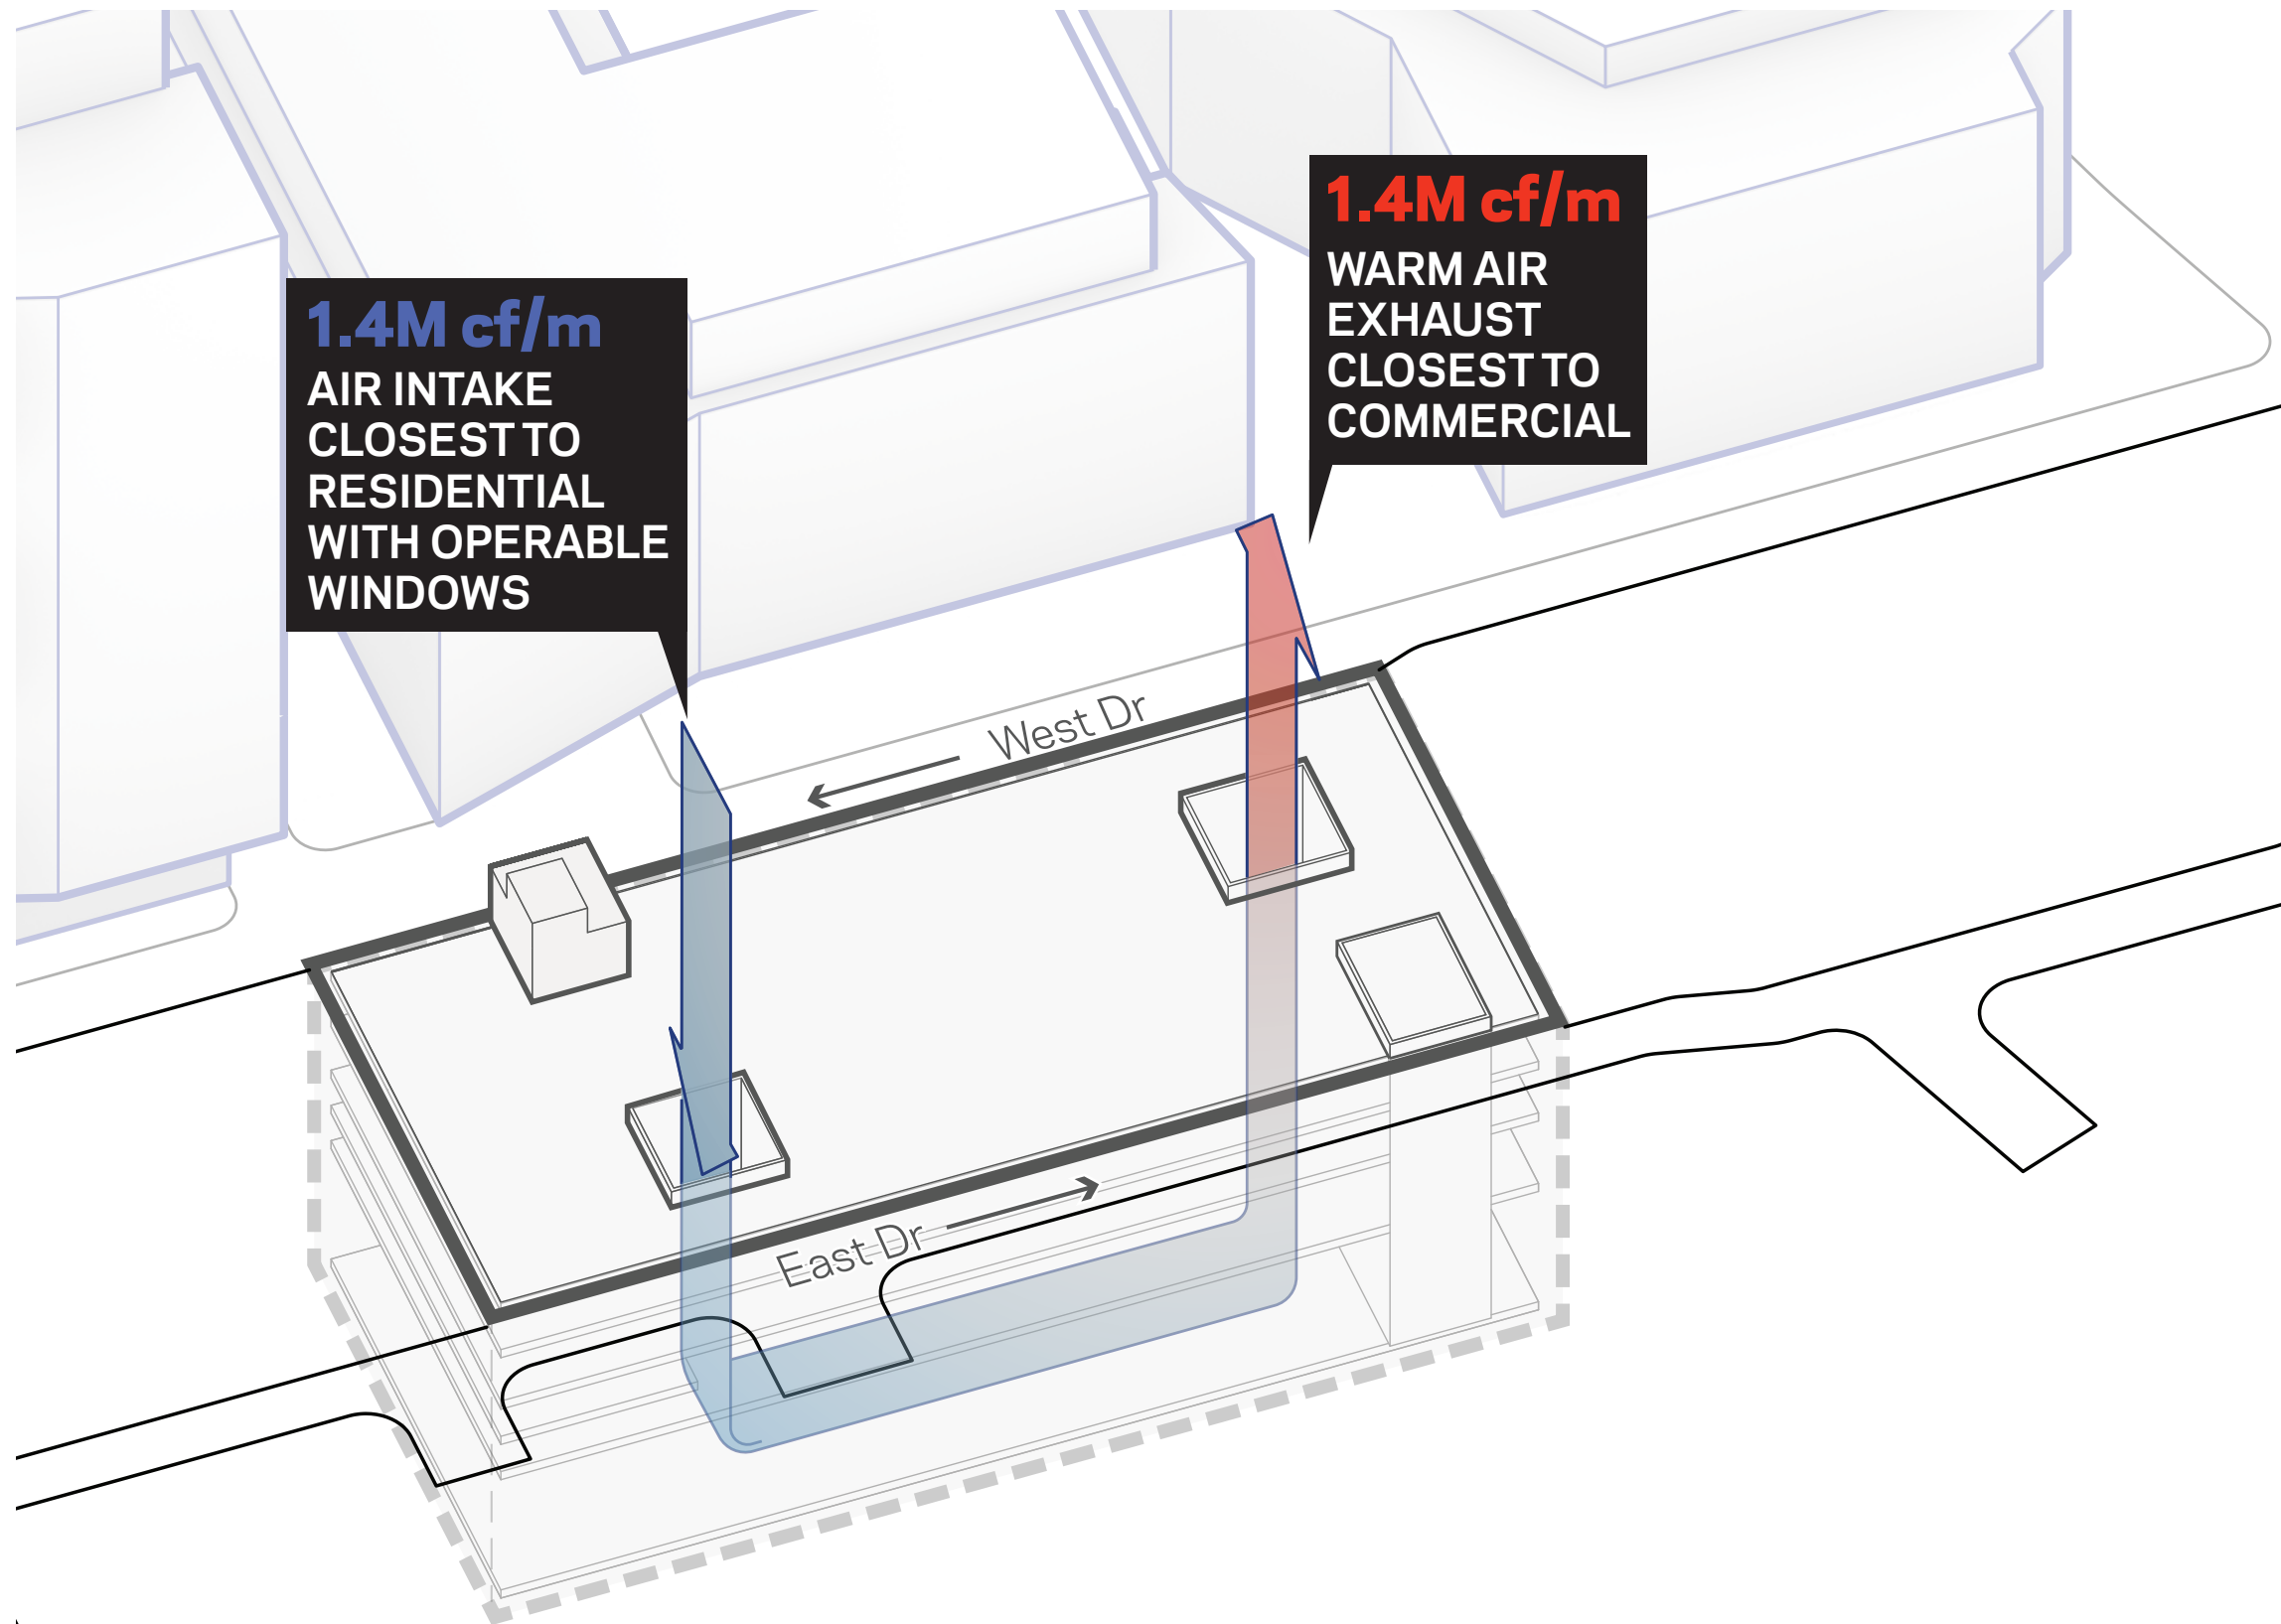 1.4M cf/m
AIR INTAKE
CLOSEST TO
RESIDENTIAL
WITH OPERABLE
WINDOWS
1.4M cf/m
WARM AIR
EXHAUST
CLOSEST TO
COMMERCIAL
West Dr
East Dr